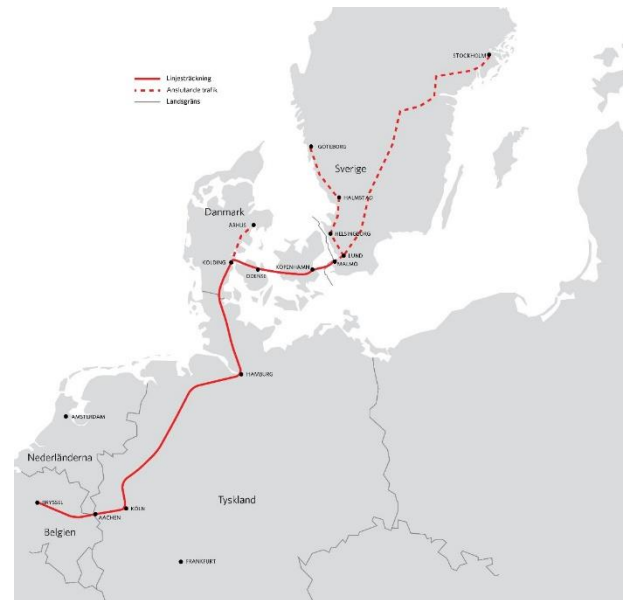 STOCKHOLM
Linjesträckning
Anslutande trafik
Landsgräns
GÖTEBORG
Sverige
HALMSTAD
Danmark
ÅRHUS
HELSINGBORG
KOLDING
KÖPENHAMN
LUND
MALMÖ
ODENSE
HAMBURG
AMSTERDAM
Nederländerna
Tyskland
BRYSSEL
KÖLN
AACHEN
Belgien
FRANKFURT